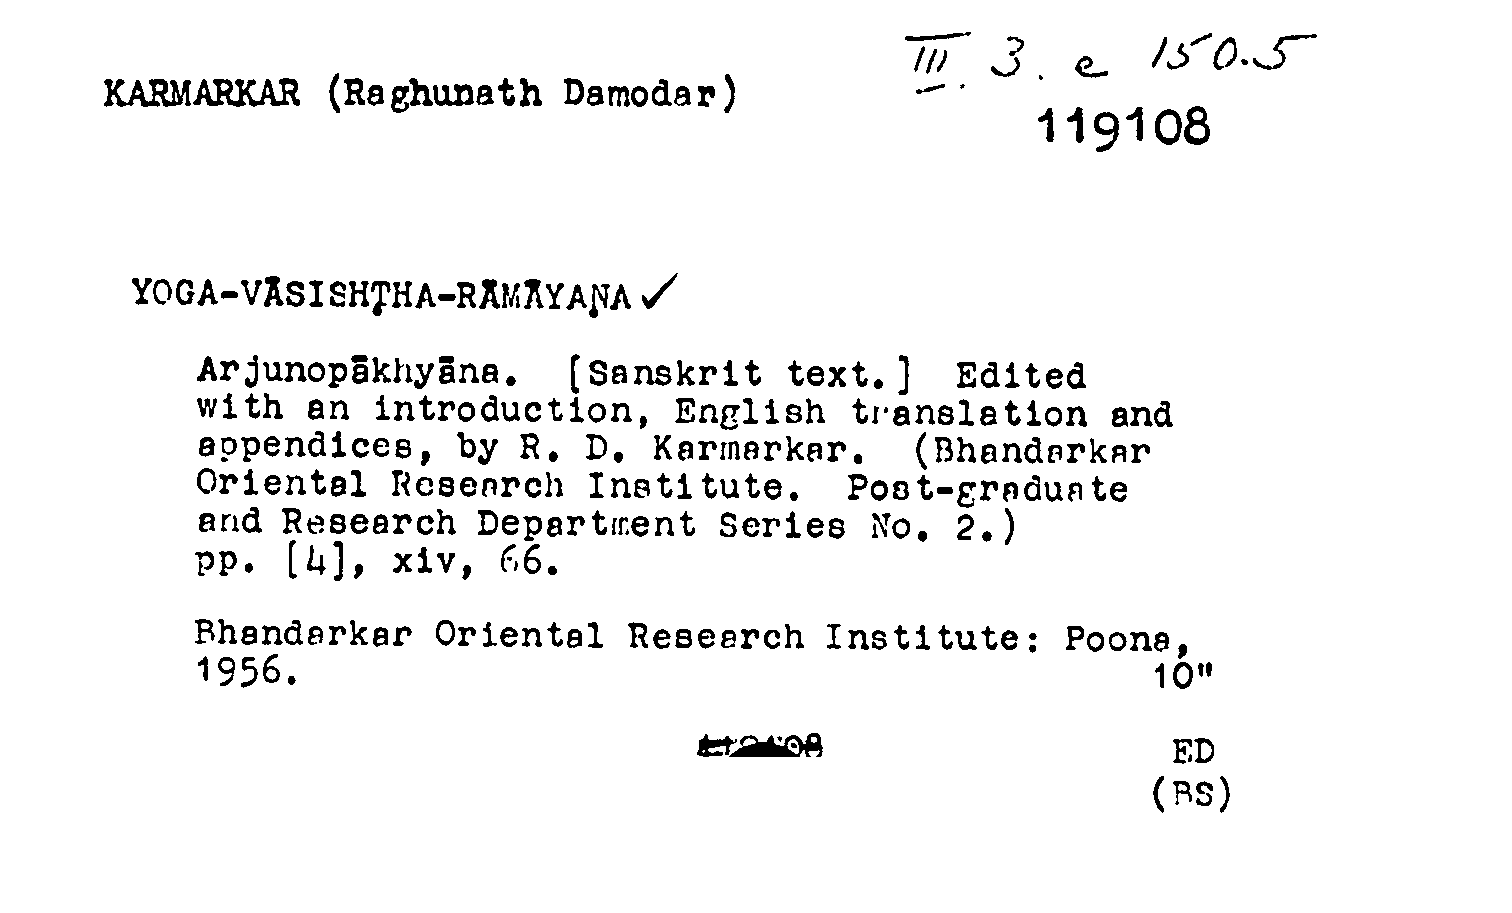 KARMARKAR (Raghunath Damodar)
III. 3. e 150.5
119108
YOGA-VĀSISHṬHA-RĀMĀYAṆA ✓
Arjunopākhyāna. [Sanskrit text.] Edited
with an introduction, English translation and
appendices, by R. D. Karmarkar. (Bhandarkar
Oriental Research Institute. Post-graduate
and Research Department Series No. 2.)
pp. [4], xiv, 66.
Bhandarkar Oriental Research Institute: Poona,
1956.
10"
ED
(BS)